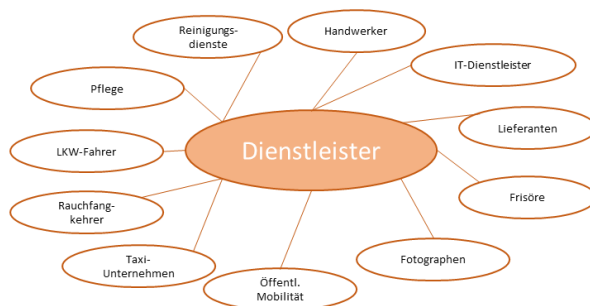 Reinigungs-
dienste
Handwerker
IT-Dienstleister
Pflege
Lieferanten
Dienstleister
LKW-Fahrer
Frisöre
Rauchfang-
kehrer
Taxi-
Unternehmen
Fotographen
Öffentl.
Mobilität